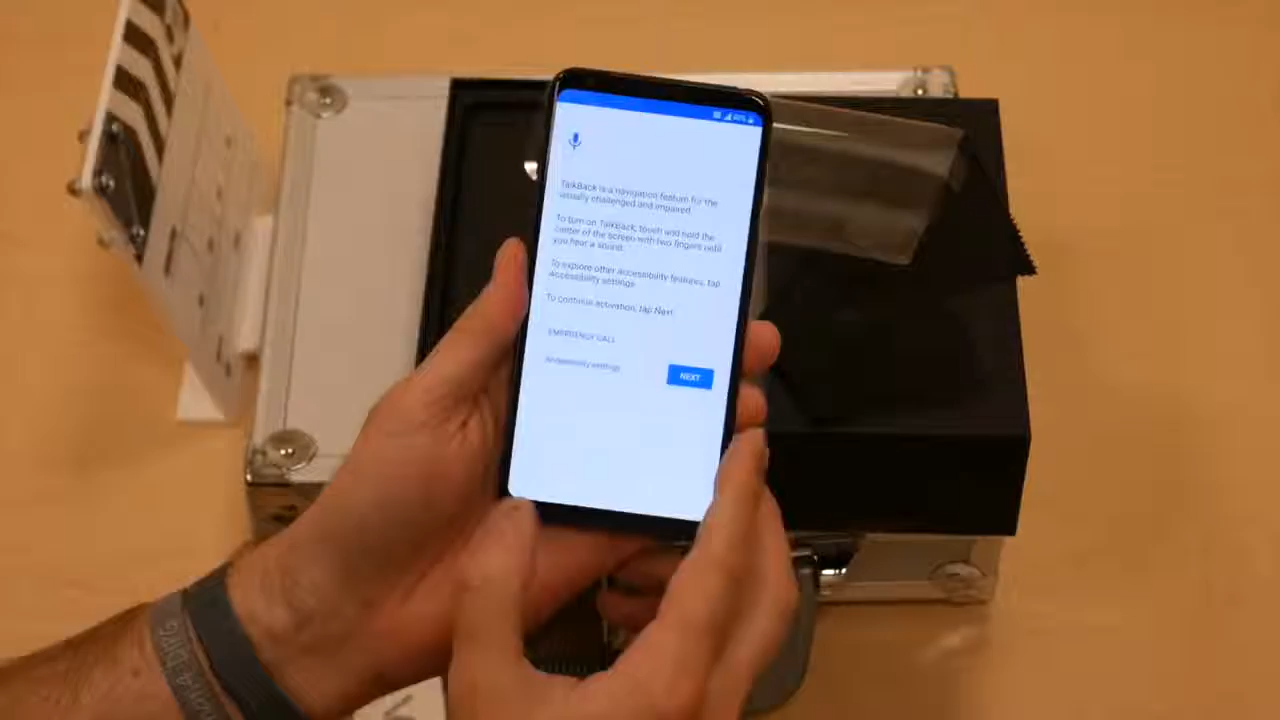 TalkBack is a navigation feature for the
visually challenged and impaired.
To turn on TalkBack, touch and hold the
center of the screen with two fingers until
you hear a sound.
To explore other accessibility features, tap
Accessibility settings.
To continue activation, tap Next.
EMERGENCY CALL
Accessibility settings
NEXT